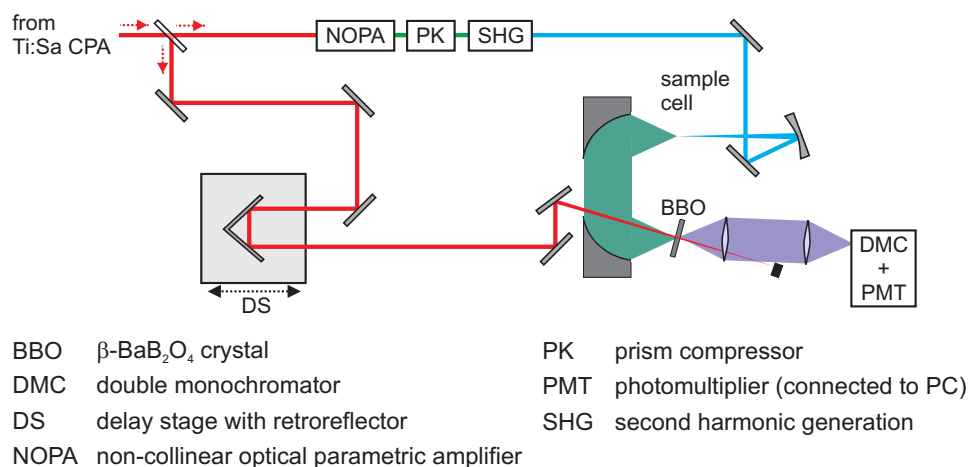 from
Ti:Sa CPA
NOPA
PK
SHG
sample
cell
BBO
DMC
+
PMT
DS
BBO β-BaB₂O₄ crystal
DMC double monochromator
DS delay stage with retroreflector
NOPA non-collinear optical parametric amplifier
PK prism compressor
PMT photomultiplier (connected to PC)
SHG second harmonic generation